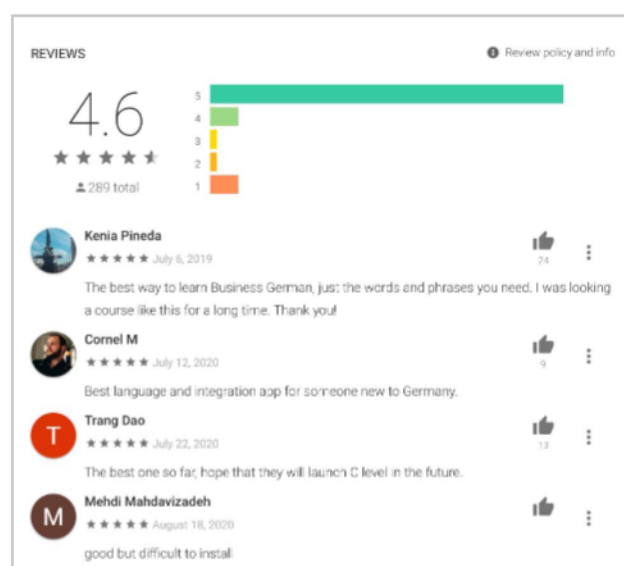 REVIEWS
Review policy and info
4.6
5
4
3
2
1
289 total
Kenia Pineda
July 6, 2019
24
The best way to learn Business German, just the words and phrases you need. I was looking
a course like this for a long time. Thank you!
Cornel M
July 12, 2020
9
Best language and integration app for someone new to Germany.
T
Trang Dao
July 22, 2020
13
The best one so far, hope that they will launch C level in the future.
M
Mehdi Mahdavizadeh
August 18, 2020
good but difficult to install